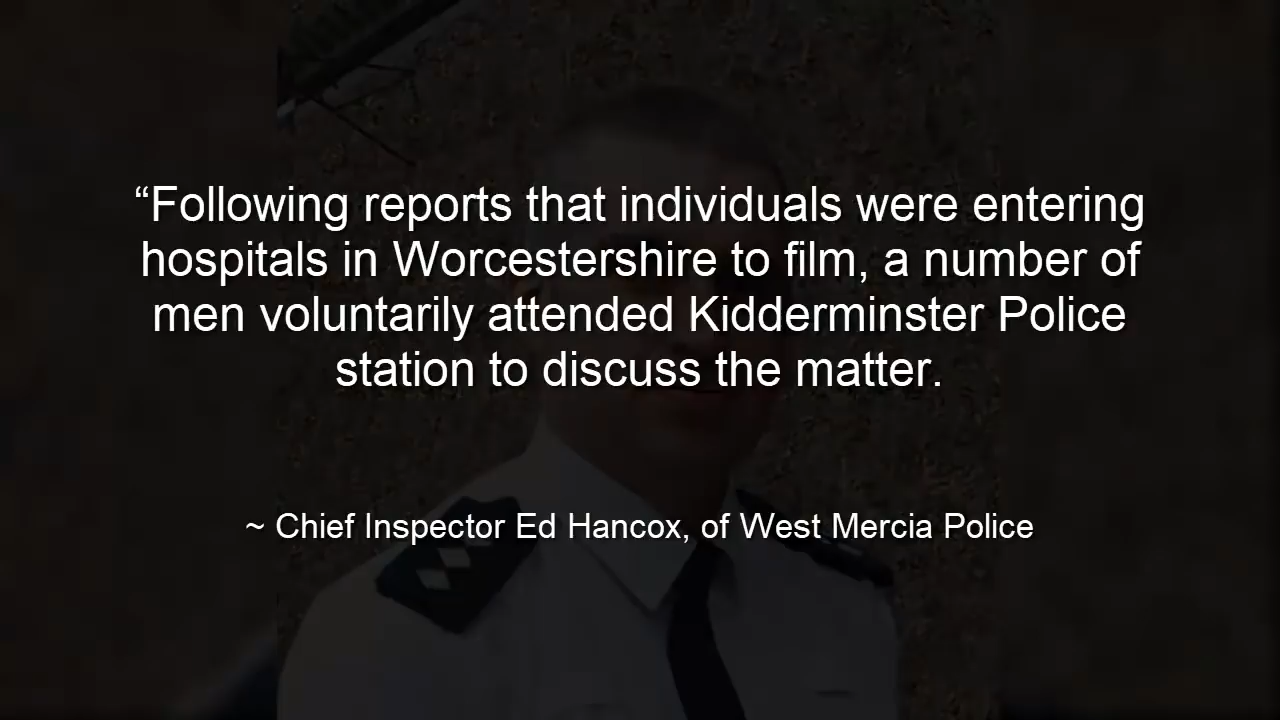 “Following reports that individuals were entering
hospitals in Worcestershire to film, a number of
men voluntarily attended Kidderminster Police
station to discuss the matter.
~ Chief Inspector Ed Hancox, of West Mercia Police